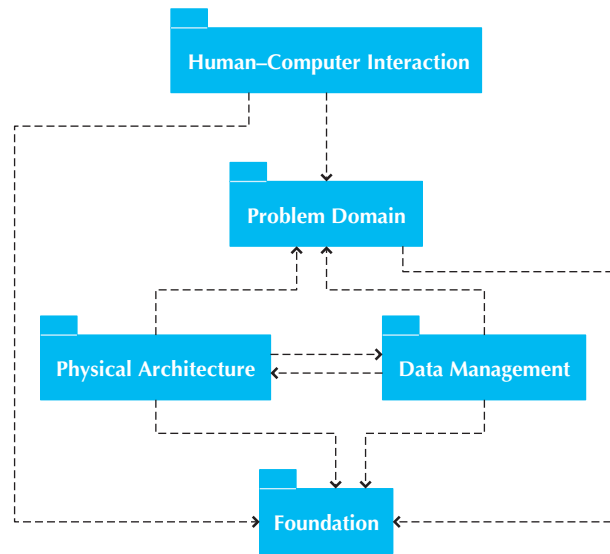 Human–Computer Interaction
Problem Domain
Physical Architecture
Data Management
Foundation